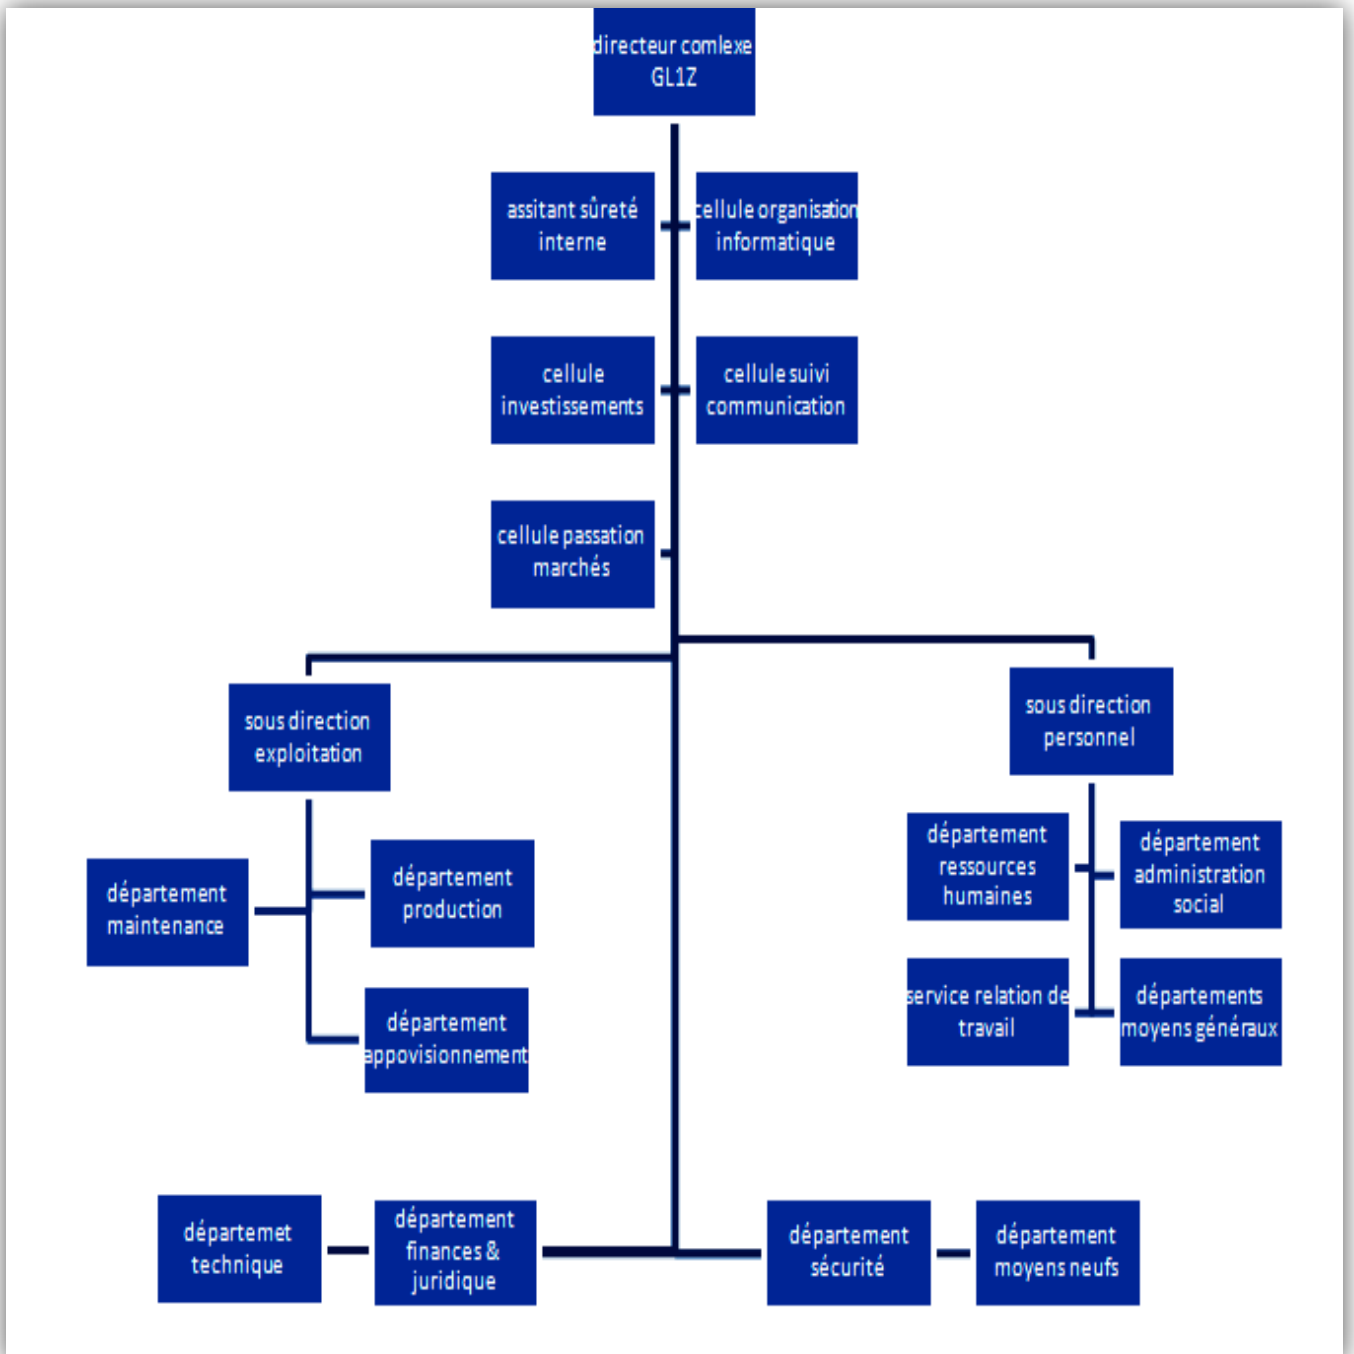 directeur comlexe
GL1Z
assitant sûreté
interne
cellule organisation
informatique
cellule
investissements
cellule suivi
communication
cellule passation
marchés
sous direction
exploitation
sous direction
personnel
département
maintenance
département
production
département
appovisionnement
département
ressources
humaines
département
administration
social
service relation de
travail
départements
moyens généraux
départemet
technique
département
finances &
juridique
département
sécurité
département
moyens neufs